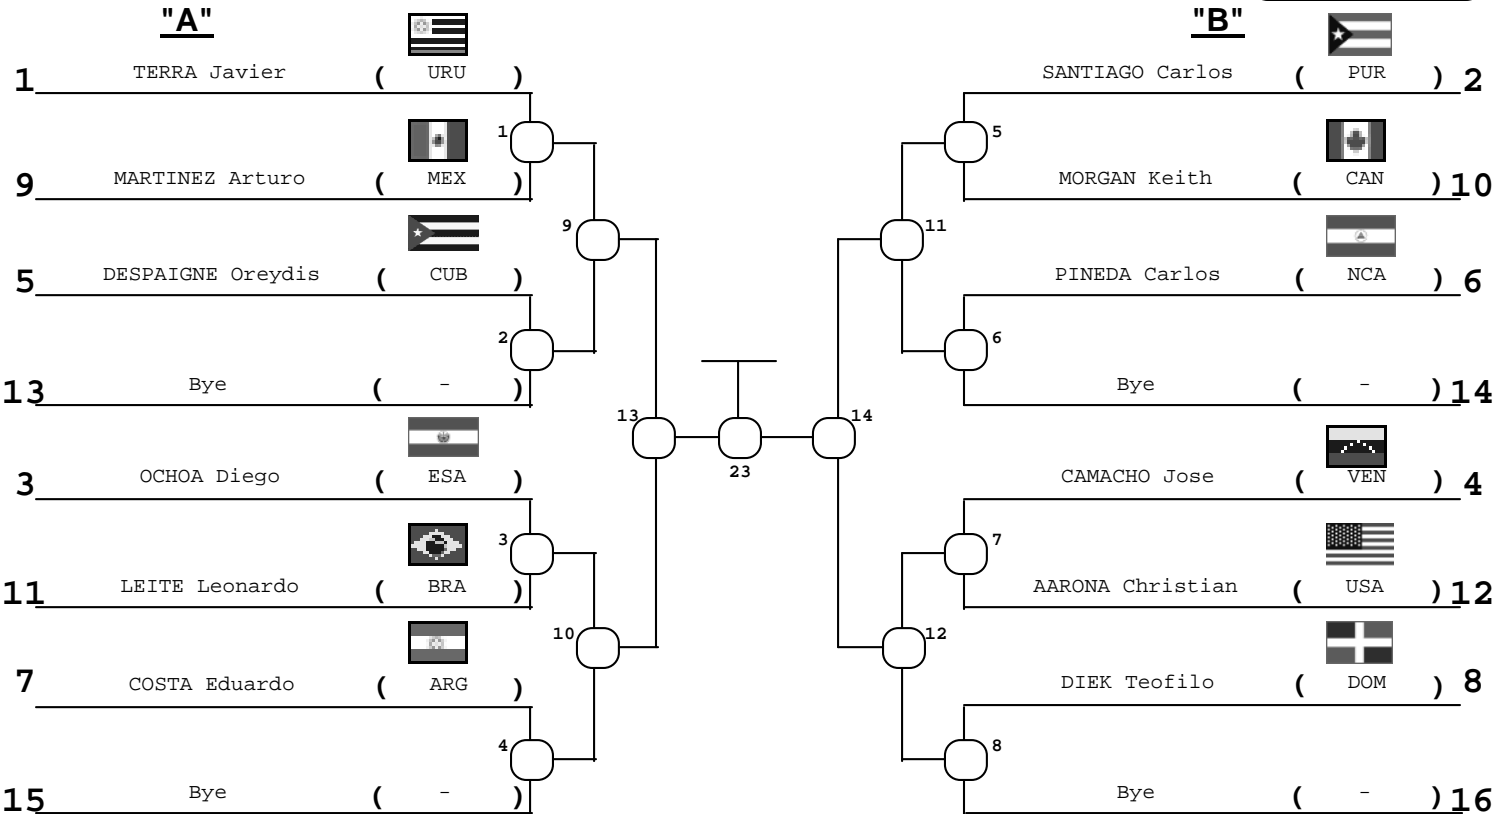 "A"
1 TERRA Javier ( URU )
1
9 MARTINEZ Arturo ( MEX )
9
5 DESPAIGNE Oreydis ( CUB )
2
13 Bye ( - )
13
3 OCHOA Diego ( ESA )
3
11 LEITE Leonardo ( BRA )
10
7 COSTA Eduardo ( ARG )
4
15 Bye ( - )
23
"B"
SANTIAGO Carlos ( PUR ) 2
5
MORGAN Keith ( CAN ) 10
11
PINEDA Carlos ( NCA ) 6
6
Bye ( - ) 14
14
CAMACHO Jose ( VEN ) 4
7
AARONA Christian ( USA ) 12
12
DIEK Teofilo ( DOM ) 8
8
Bye ( - ) 16